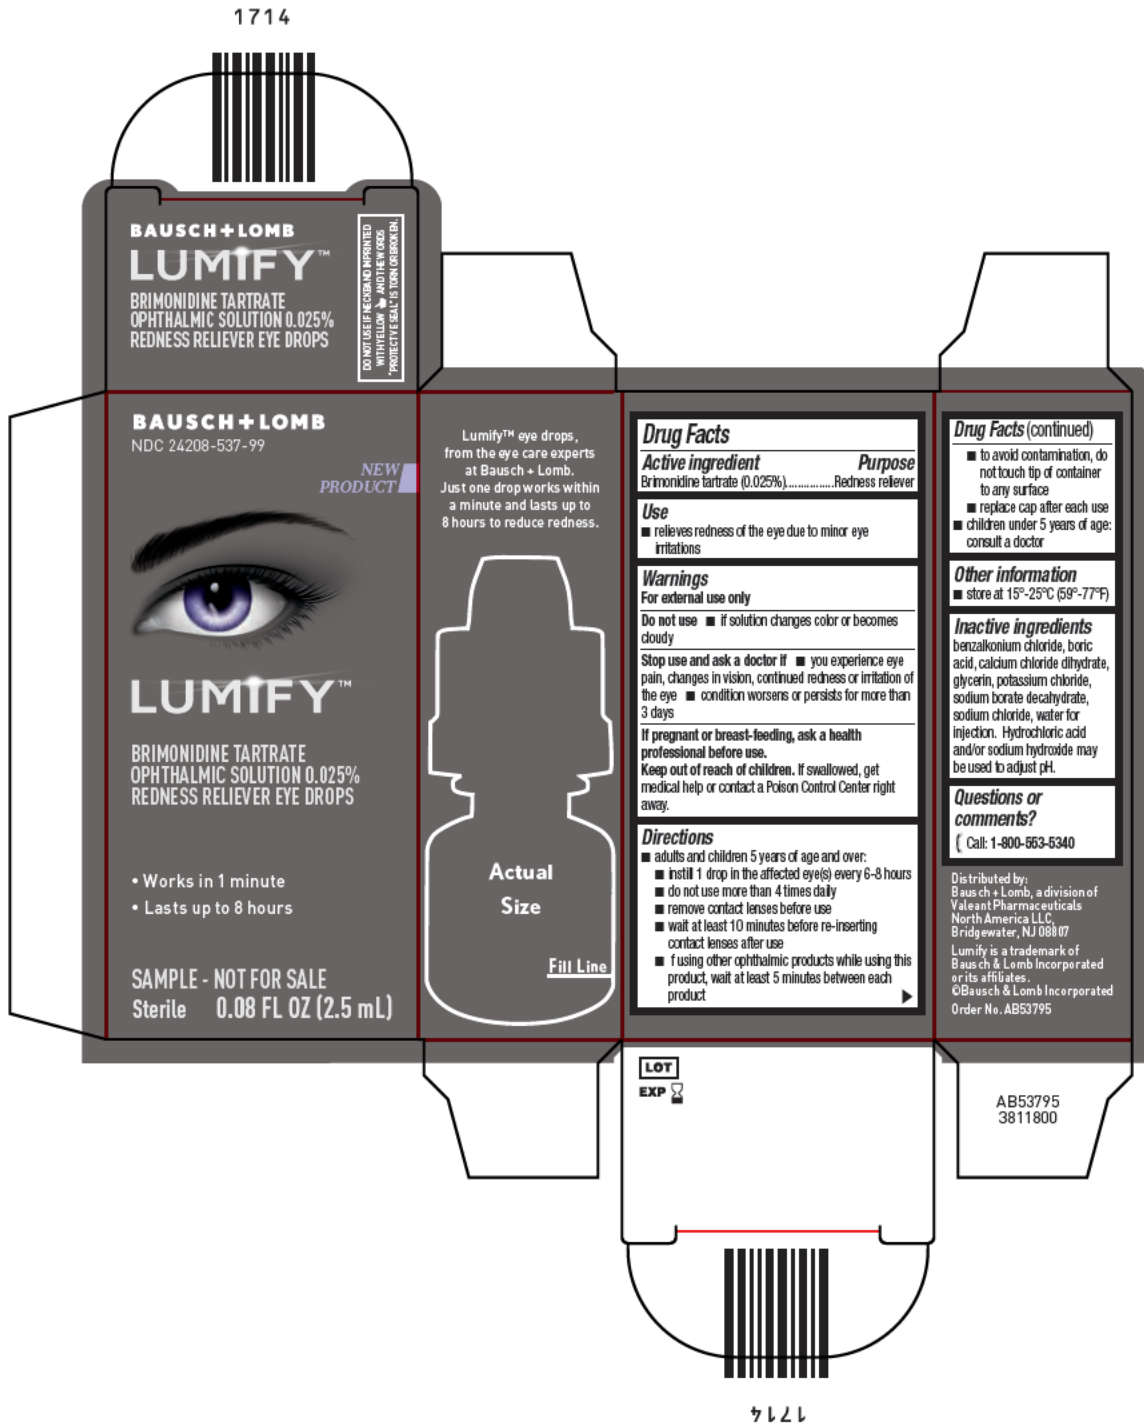 1714
BAUSCH+LOMB
LUMIFY™
BRIMONIDINE TARTRATE
OPHTHALMIC SOLUTION 0.025%
REDNESS RELIEVER EYE DROPS
DO NOT USE IF NECKBAND IMPRINTED
WITH YELLOW AND THE WORDS
"PROTECTIVE SEAL" IS TORN OR BROKEN.
BAUSCH+LOMB
NDC 24208-537-99
NEW
PRODUCT
LUMIFY™
BRIMONIDINE TARTRATE
OPHTHALMIC SOLUTION 0.025%
REDNESS RELIEVER EYE DROPS
• Works in 1 minute
• Lasts up to 8 hours
SAMPLE - NOT FOR SALE
Sterile 0.08 FL OZ (2.5 mL)
Lumify™ eye drops,
from the eye care experts
at Bausch + Lomb.
Just one drop works within
a minute and lasts up to
8 hours to reduce redness.
Actual
Size
Fill Line
Drug Facts
Active ingredient Purpose
Brimonidine tartrate (0.025%)................Redness reliever
Use
■ relieves redness of the eye due to minor eye
irritations
Warnings
For external use only
Do not use ■ if solution changes color or becomes
cloudy
Stop use and ask a doctor if ■ you experience eye
pain, changes in vision, continued redness or irritation of
the eye ■ condition worsens or persists for more than
3 days
If pregnant or breast-feeding, ask a health
professional before use.
Keep out of reach of children. If swallowed, get
medical help or contact a Poison Control Center right
away.
Directions
■ adults and children 5 years of age and over:
■ instill 1 drop in the affected eye(s) every 6-8 hours
■ do not use more than 4 times daily
■ remove contact lenses before use
■ wait at least 10 minutes before re-inserting
contact lenses after use
■ f using other ophthalmic products while using this
product, wait at least 5 minutes between each
product
Drug Facts (continued)
■ to avoid contamination, do
not touch tip of container
to any surface
■ replace cap after each use
■ children under 5 years of age:
consult a doctor
Other information
■ store at 15°-25°C (59°-77°F)
Inactive ingredients
benzalkonium chloride, boric
acid, calcium chloride dihydrate,
glycerin, potassium chloride,
sodium borate decahydrate,
sodium chloride, water for
injection. Hydrochloric acid
and/or sodium hydroxide may
be used to adjust pH.
Questions or
comments?
Call: 1-800-553-5340
Distributed by:
Bausch + Lomb, a division of
Valeant Pharmaceuticals
North America LLC,
Bridgewater, NJ 08807
Lumify is a trademark of
Bausch & Lomb Incorporated
or its affiliates.
©Bausch & Lomb Incorporated
Order No. AB53795
LOT
EXP
AB53795
3811800
1714